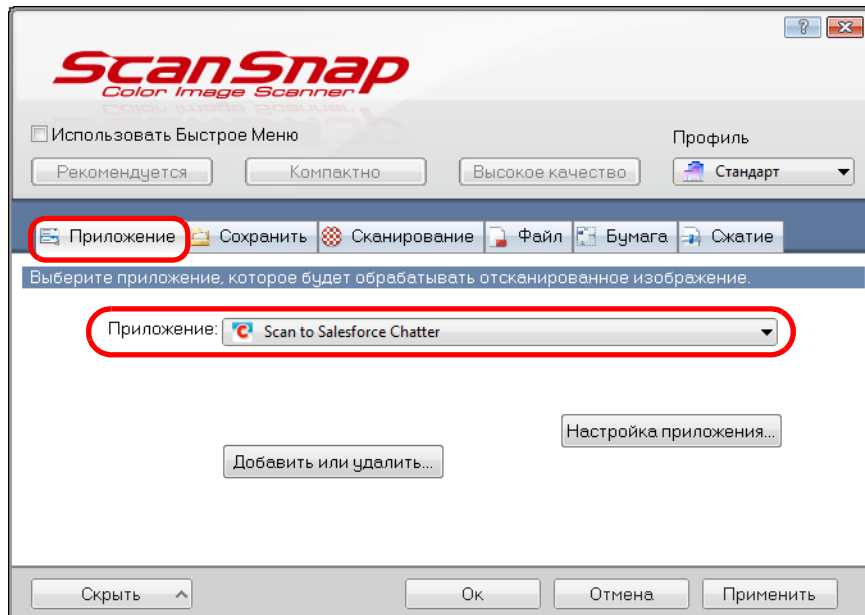 ScanSnap
Color Image Scanner
Использовать Быстрое Меню
Профиль
Рекомендуется Компактно Высокое качество Стандарт
Приложение Сохранить Сканирование Файл Бумага Сжатие
Выберите приложение, которое будет обрабатывать отсканированное изображение.
Приложение: Scan to Salesforce Chatter
Настройка приложения...
Добавить или удалить...
Скрыть Ок Отмена Применить